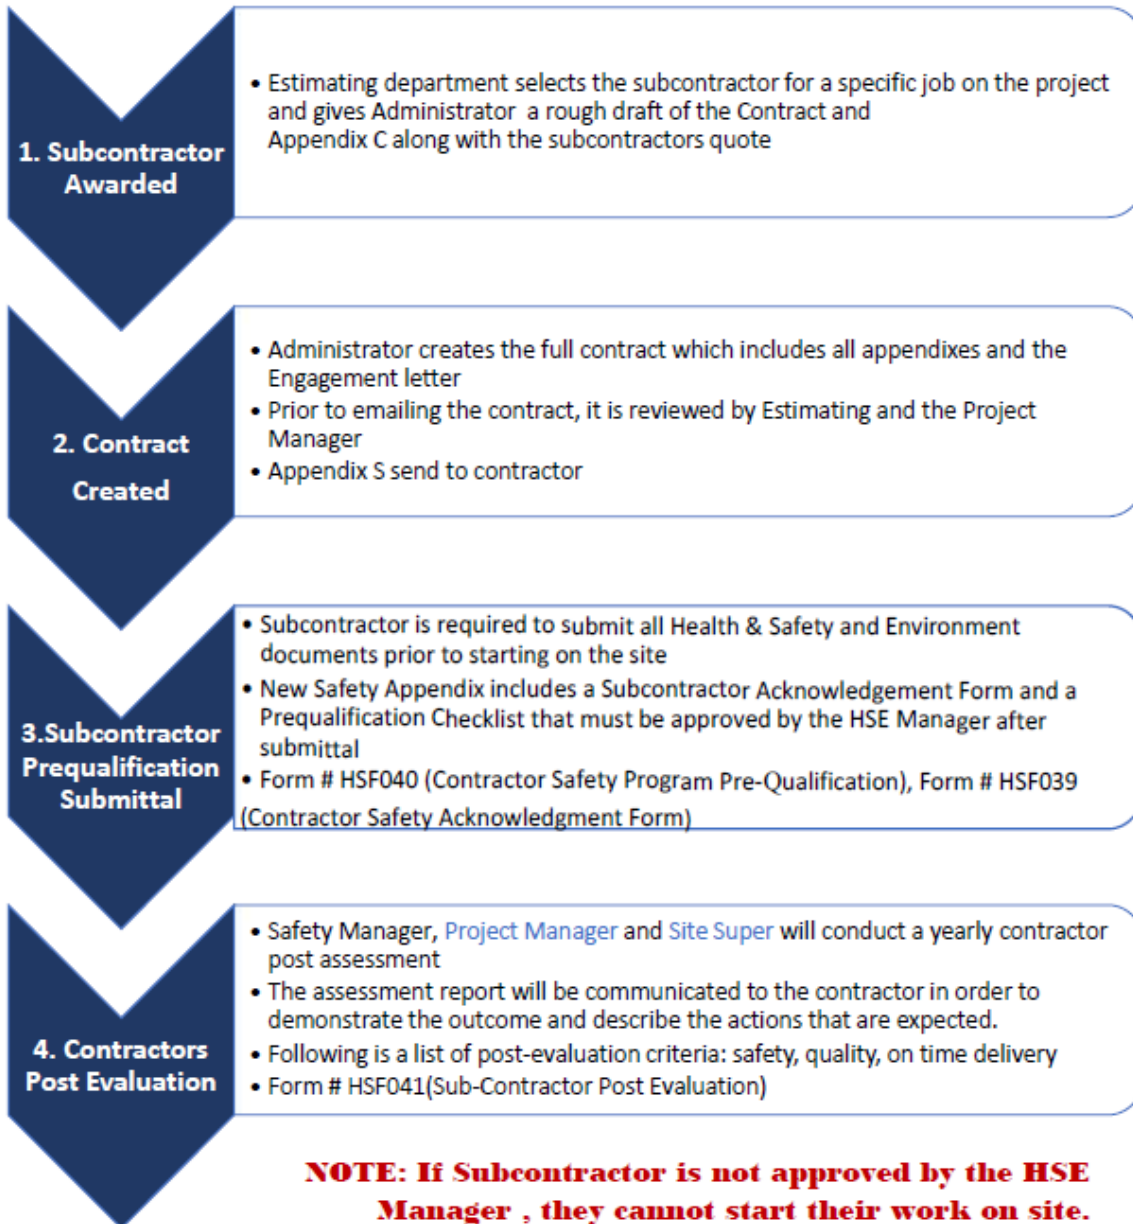 1. Subcontractor
Awarded
• Estimating department selects the subcontractor for a specific job on the project
and gives Administrator a rough draft of the Contract and
Appendix C along with the subcontractors quote
2. Contract
Created
• Administrator creates the full contract which includes all appendixes and the
Engagement letter
• Prior to emailing the contract, it is reviewed by Estimating and the Project
Manager
• Appendix S send to contractor
3.Subcontractor
Prequalification
Submittal
• Subcontractor is required to submit all Health & Safety and Environment
documents prior to starting on the site
• New Safety Appendix includes a Subcontractor Acknowledgement Form and a
Prequalification Checklist that must be approved by the HSE Manager after
submittal
• Form # HSF040 (Contractor Safety Program Pre-Qualification), Form # HSF039
(Contractor Safety Acknowledgment Form)
4. Contractors
Post Evaluation
• Safety Manager, Project Manager and Site Super will conduct a yearly contractor
post assessment
• The assessment report will be communicated to the contractor in order to
demonstrate the outcome and describe the actions that are expected.
• Following is a list of post-evaluation criteria: safety, quality, on time delivery
• Form # HSF041(Sub-Contractor Post Evaluation)
NOTE: If Subcontractor is not approved by the HSE
Manager , they cannot start their work on site.